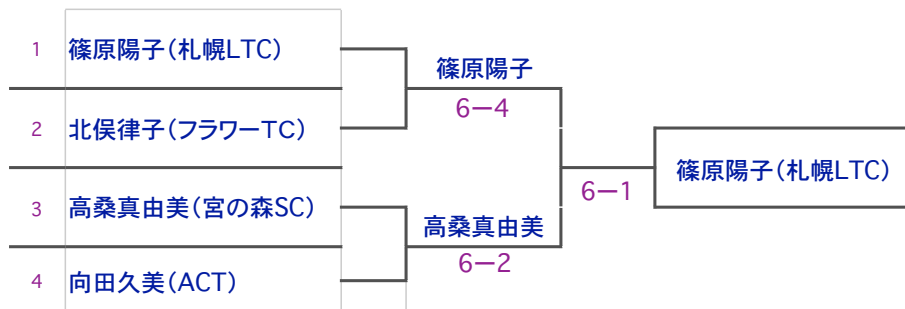 1 篠原陽子(札幌LTC)
篠原陽子
6ー4
2 北俣律子(フラワーTC)
篠原陽子(札幌LTC)
6ー1
3 高桑真由美(宮の森SC)
高桑真由美
6ー2
4 向田久美(ACT)